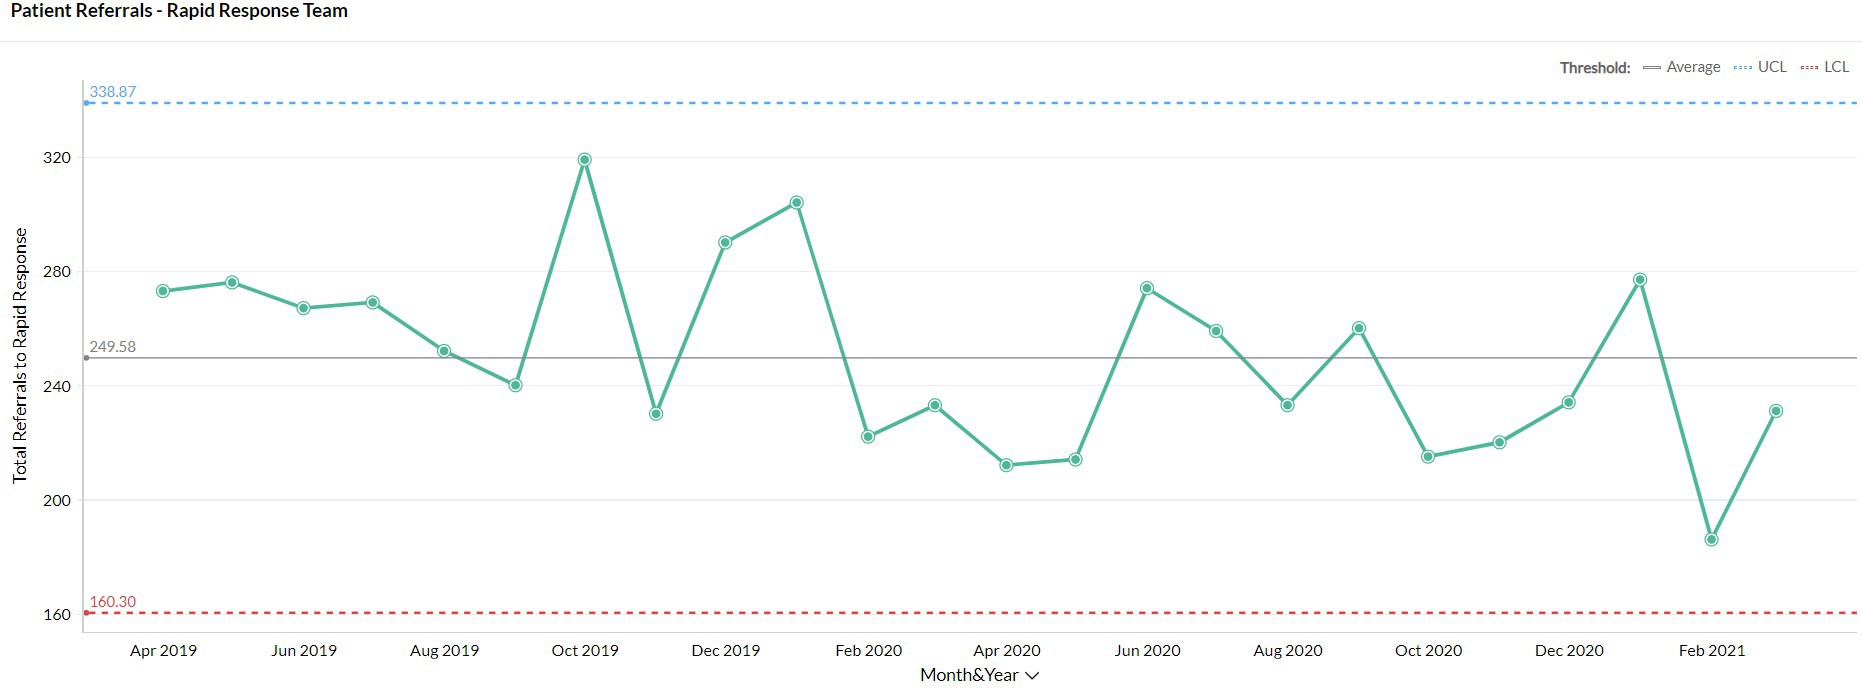 Patient Referrals - Rapid Response Team
Threshold: Average UCL LCL
338.87
320
280
249.58
240
200
160.30
160
Total Referrals to Rapid Response
Apr 2019 Jun 2019 Aug 2019 Oct 2019 Dec 2019 Feb 2020 Apr 2020 Jun 2020 Aug 2020 Oct 2020 Dec 2020 Feb 2021
Month&Year